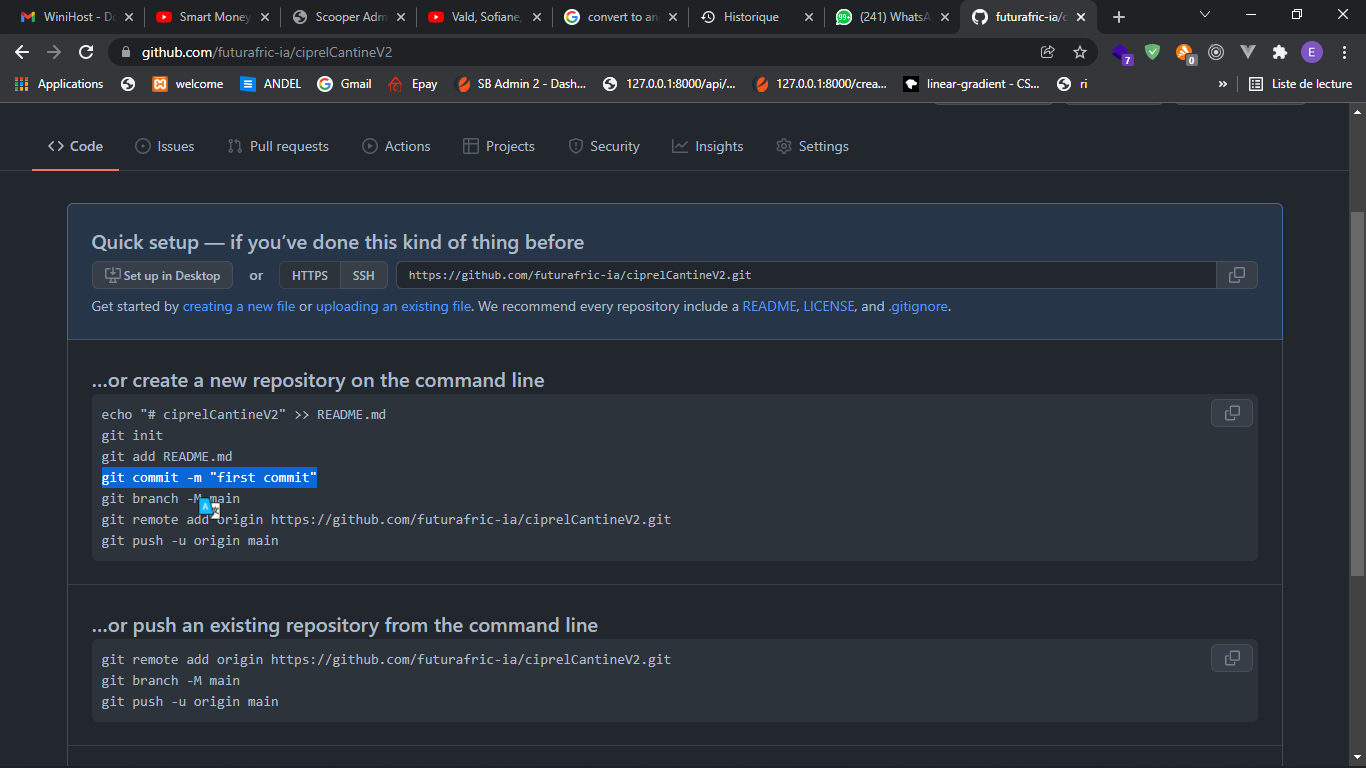 WiniHost - Do
Smart Money
Scooper Adm
Vald, Sofiane,
convert to an
Historique
(241) WhatsA
futurafric-ia/c
github.com/futurafric-ia/ciprelCantineV2
7
0
E
Applications
welcome
ANDEL
Gmail
Epay
SB Admin 2 - Dash...
127.0.0.1:8000/api/...
127.0.0.1:8000/crea...
linear-gradient - CS...
ri
»
Liste de lecture
Code
Issues
Pull requests
Actions
Projects
Security
Insights
Settings
Quick setup — if you've done this kind of thing before
Set up in Desktop
or
HTTPS
SSH
https://github.com/futurafric-ia/ciprelCantineV2.git
Get started by creating a new file or uploading an existing file. We recommend every repository include a README, LICENSE, and .gitignore.
...or create a new repository on the command line
echo "# ciprelCantineV2" >> README.md
git init
git add README.md
git commit -m "first commit"
git branch -M main
git remote add origin https://github.com/futurafric-ia/ciprelCantineV2.git
git push -u origin main
...or push an existing repository from the command line
git remote add origin https://github.com/futurafric-ia/ciprelCantineV2.git
git branch -M main
git push -u origin main